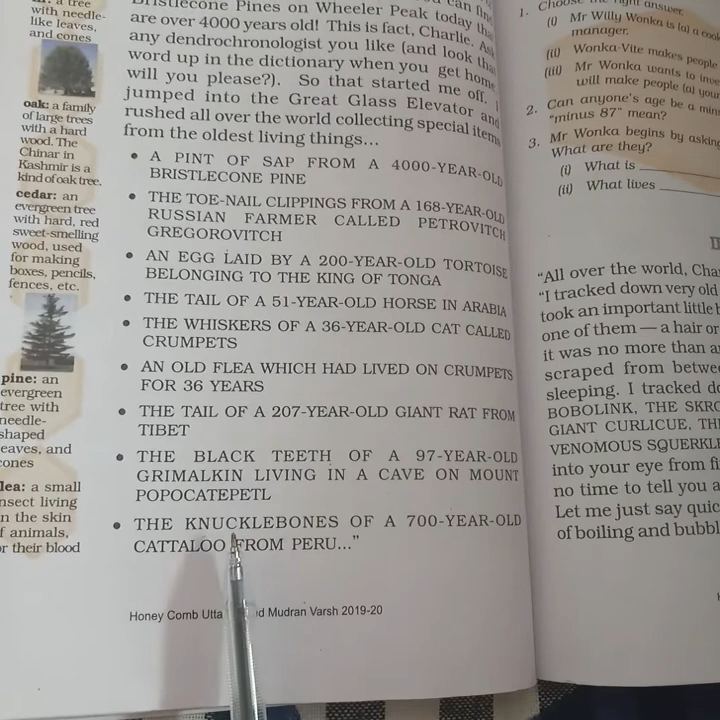 a tree
with needle-
like leaves,
and cones
oak: a family
of large trees
with a hard
wood. The
Chinar in
Kashmir is a
kind of oak tree.
cedar: an
evergreen tree
with hard, red
sweet-smelling
wood, used
for making
boxes, pencils,
fences, etc.
pine: an
evergreen
tree with
needle-
shaped
leaves, and
cones
flea: a small
insect living
on the skin
of animals,
or their blood
Bristlecone Pines on Wheeler Peak today that
are over 4000 years old! This is fact, Charlie. Ask
any dendrochronologist you like (and look that
word up in the dictionary when you get home,
will you please?). So that started me off. I
jumped into the Great Glass Elevator and
rushed all over the world collecting special items
from the oldest living things...
• A PINT OF SAP FROM A 4000-YEAR-OLD
BRISTLECONE PINE
• THE TOE-NAIL CLIPPINGS FROM A 168-YEAR-OLD
RUSSIAN FARMER CALLED PETROVITCH
GREGOROVITCH
• AN EGG LAID BY A 200-YEAR-OLD TORTOISE
BELONGING TO THE KING OF TONGA
• THE TAIL OF A 51-YEAR-OLD HORSE IN ARABIA
• THE WHISKERS OF A 36-YEAR-OLD CAT CALLED
CRUMPETS
• AN OLD FLEA WHICH HAD LIVED ON CRUMPETS
FOR 36 YEARS
• THE TAIL OF A 207-YEAR-OLD GIANT RAT FROM
TIBET
• THE BLACK TEETH OF A 97-YEAR-OLD
GRIMALKIN LIVING IN A CAVE ON MOUNT
POPOCATEPETL
• THE KNUCKLEBONES OF A 700-YEAR-OLD
CATTALOO FROM PERU..."
Honey Comb Mudran Varsh 2019-20
1. Choose the right answer.
(i) Mr Willy Wonka is (a) a cook
manager.
(ii) Wonka-Vite makes people
(iii) Mr Wonka wants to
will make people (a) your
2. Can anyone's age be a
"minus 87" mean?
3. Mr Wonka begins by asking
What are they?
(i) What is
(ii) What lives
"All over the world,
"I tracked down very old
took an important little
one of them — a hair or
it was no more than
scraped from
sleeping. I tracked
BOBOLINK, THE
GIANT CURLICUE,
VENOMOUS
into your eye from
no time to tell you
Let me just say
of boiling and